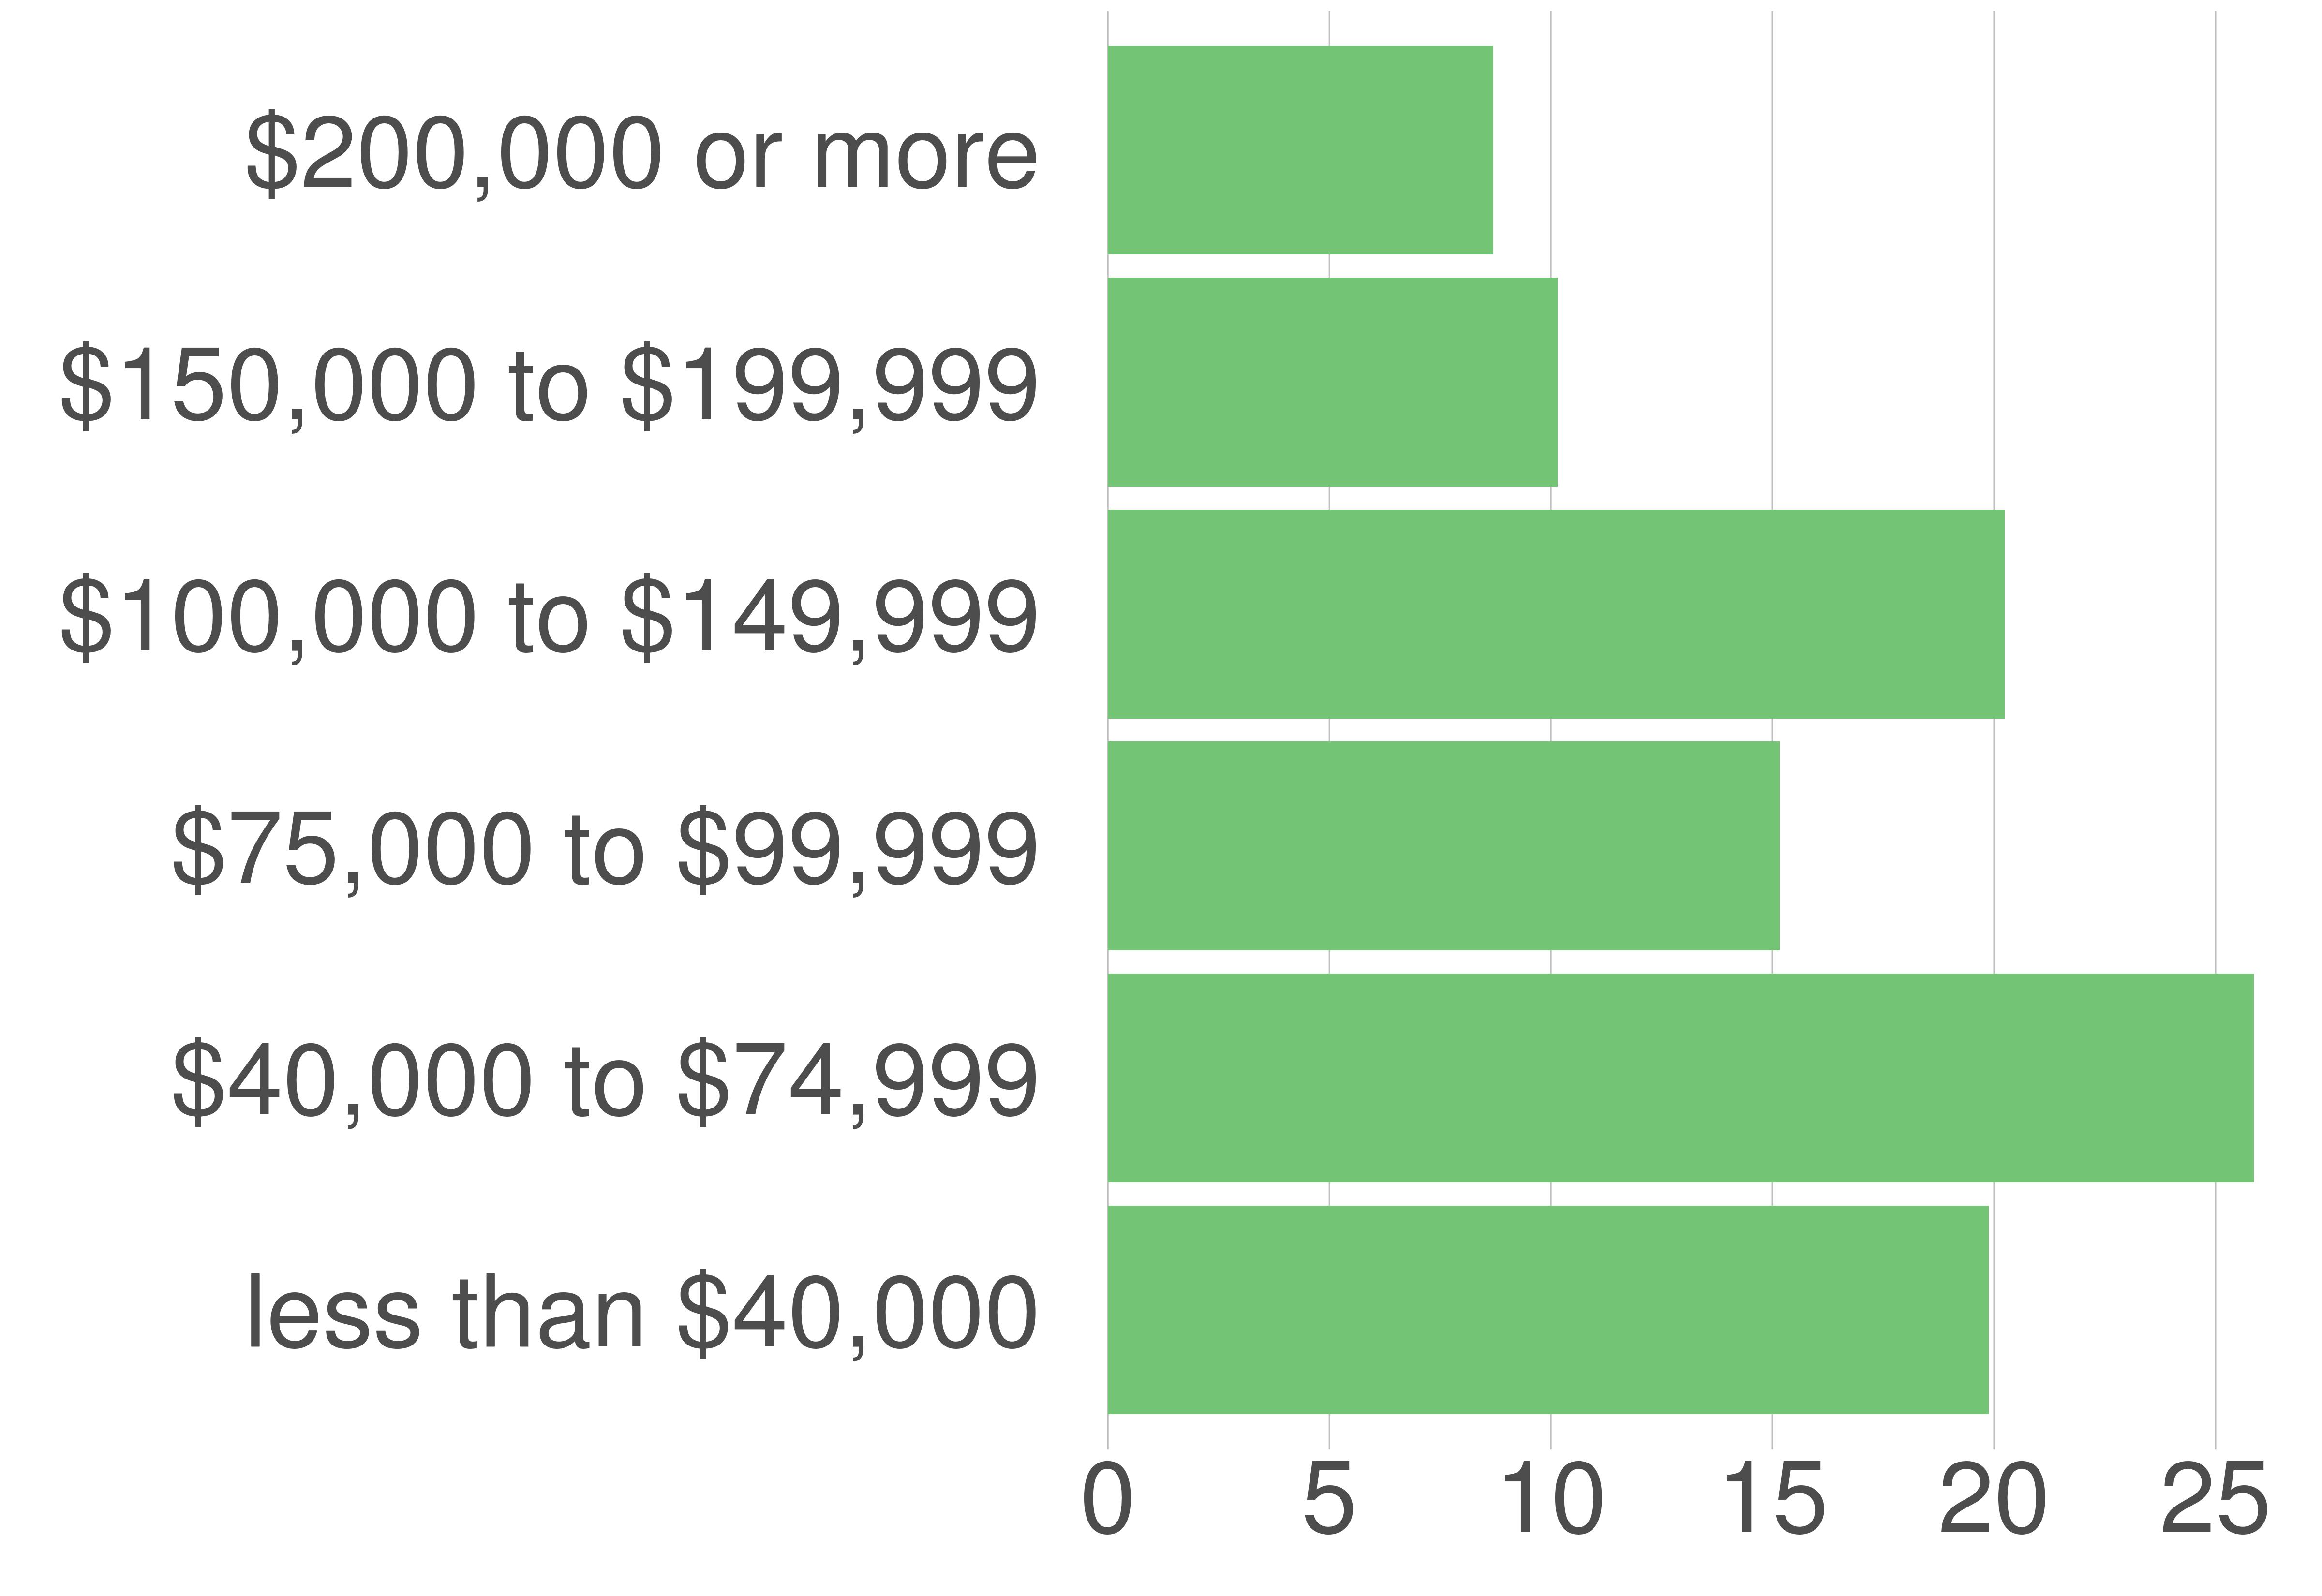 $200,000 or more
$150,000 to $199,999
$100,000 to $149,999
$75,000 to $99,999
$40,000 to $74,999
less than $40,000
0 5 10 15 20 25